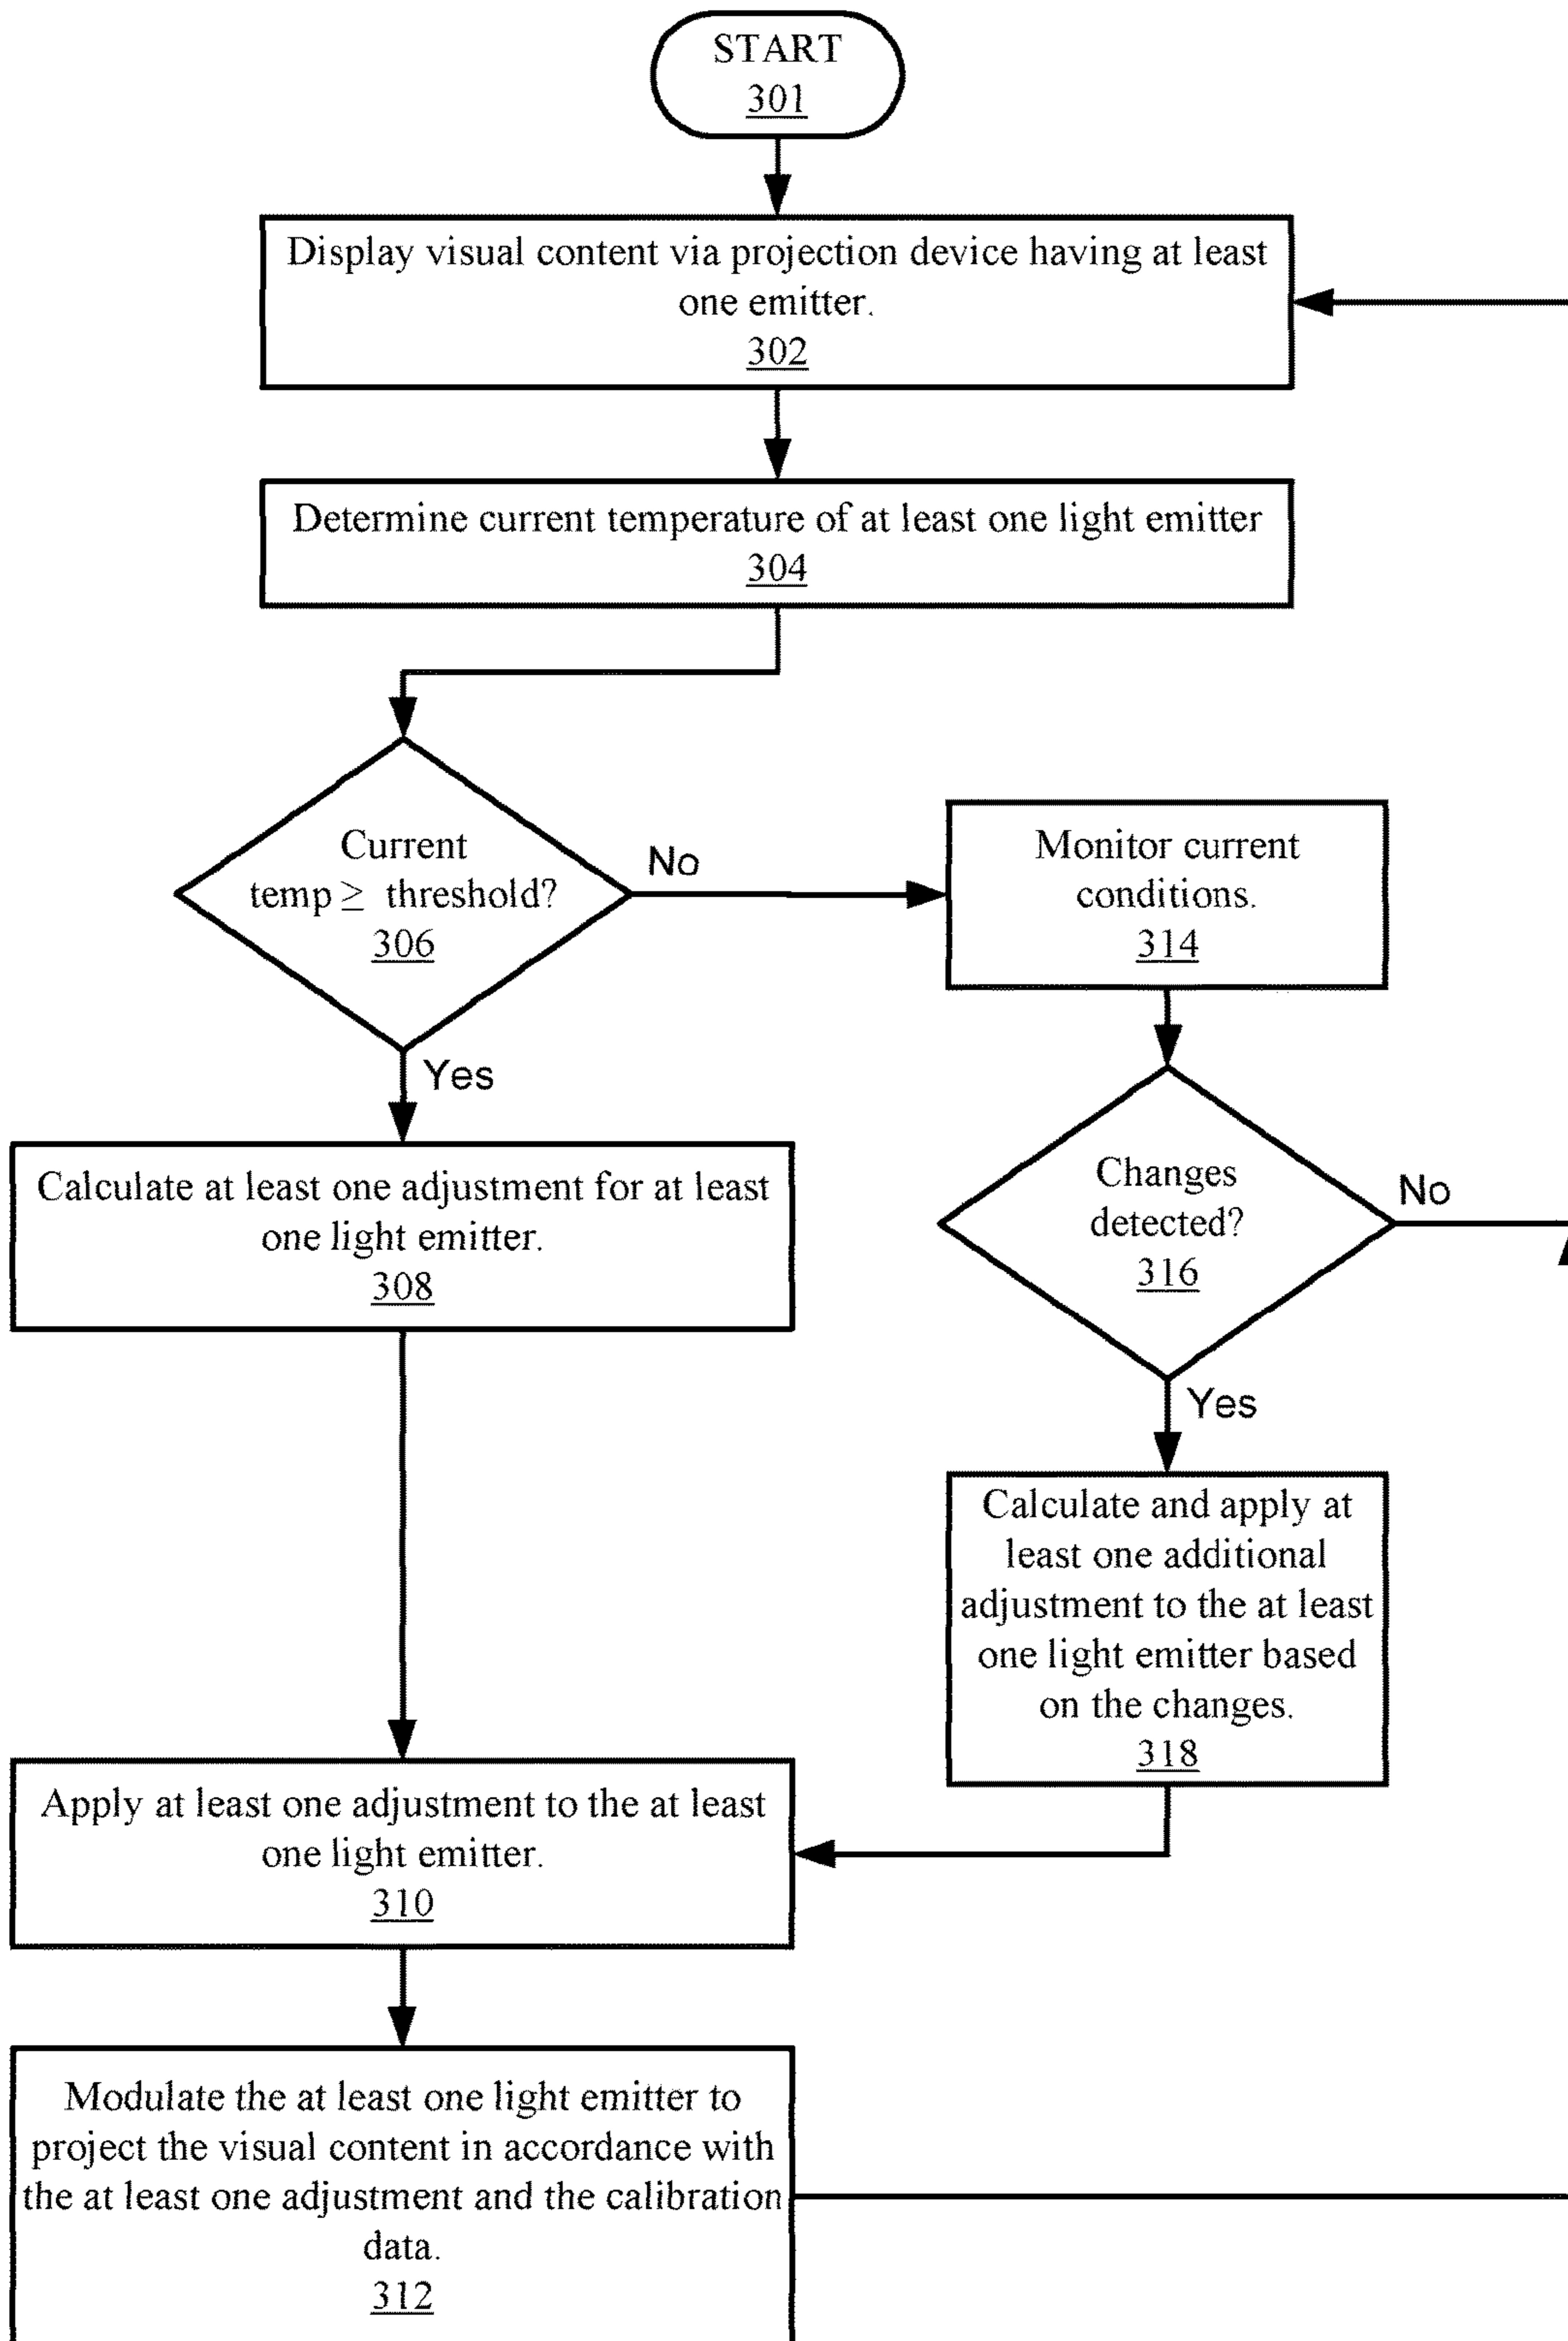 START
301
Display visual content via projection device having at least
one emitter.
302
Determine current temperature of at least one light emitter
304
Current
temp ≥ threshold?
306
No
Monitor current
conditions.
314
Yes
Calculate at least one adjustment for at least
one light emitter.
308
Changes
detected?
316
No
Yes
Calculate and apply at
least one additional
adjustment to the at least
one light emitter based
on the changes.
318
Apply at least one adjustment to the at least
one light emitter.
310
Modulate the at least one light emitter to
project the visual content in accordance with
the at least one adjustment and the calibration
data.
312